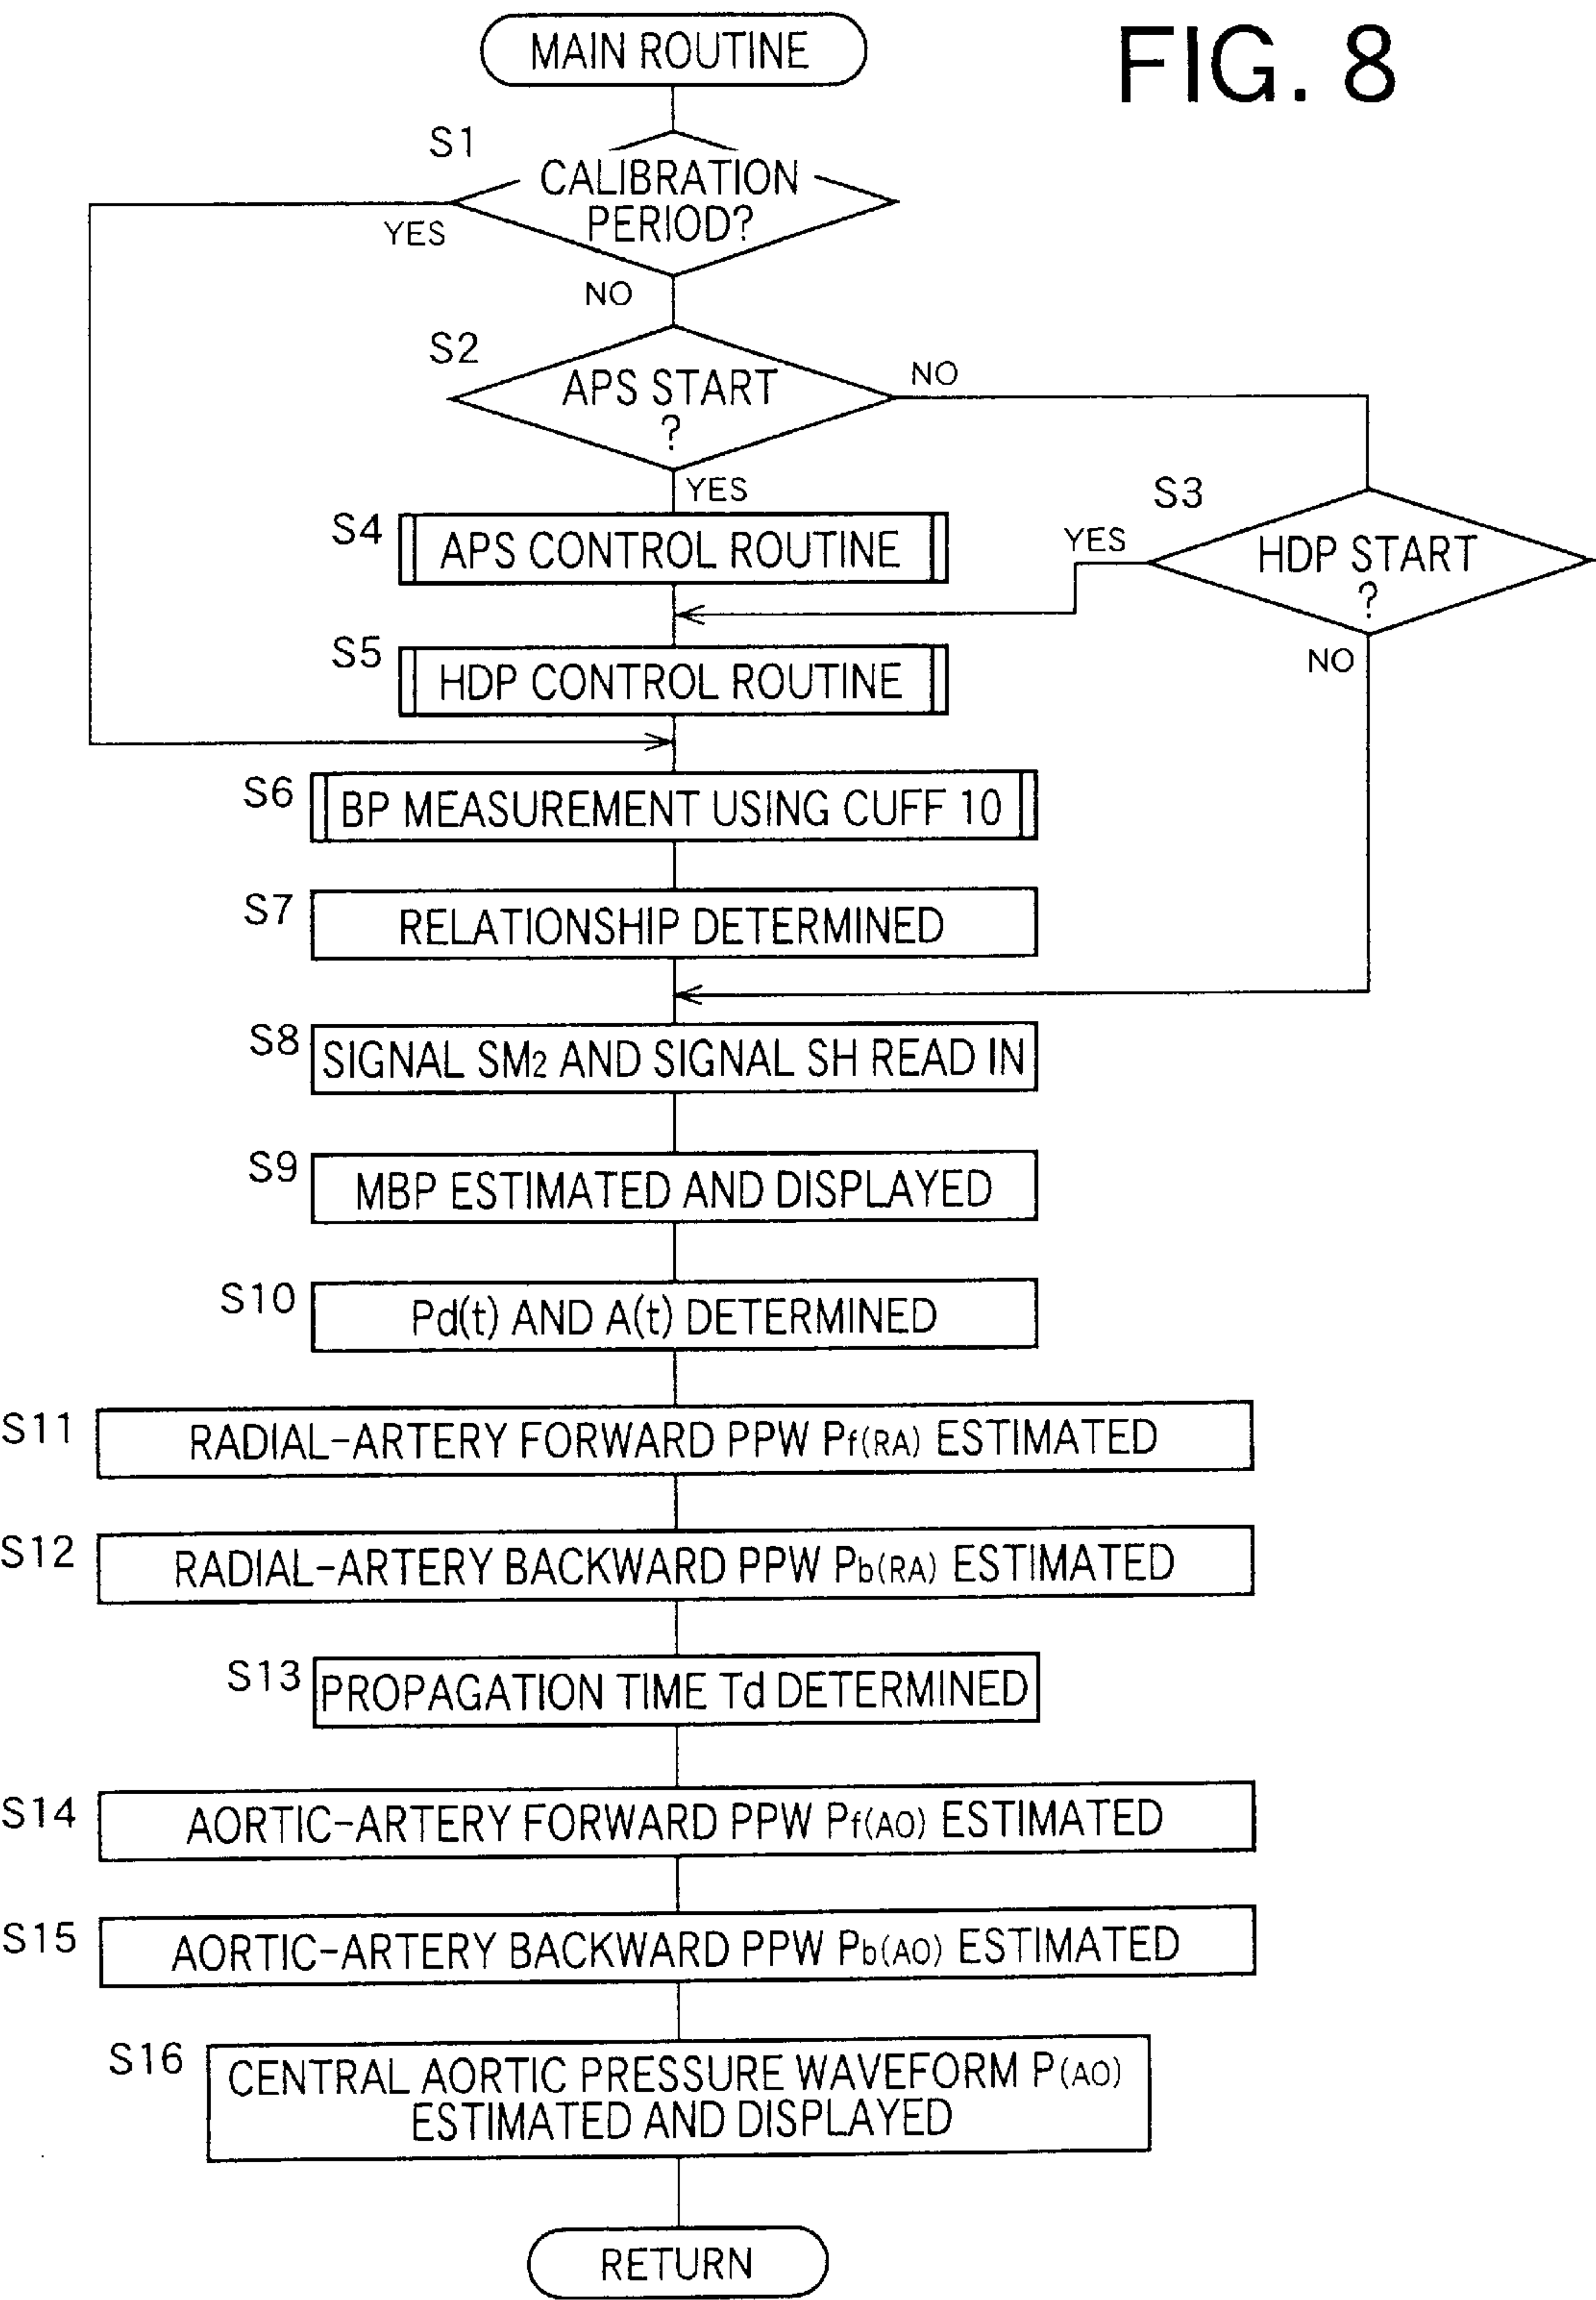 FIG. 8
MAIN ROUTINE
S1
CALIBRATION
PERIOD?
YES
NO
S2
APS START
?
NO
YES
S3
HDP START
?
YES
NO
S4
APS CONTROL ROUTINE
S5
HDP CONTROL ROUTINE
S6
BP MEASUREMENT USING CUFF 10
S7
RELATIONSHIP DETERMINED
S8
SIGNAL SM2 AND SIGNAL SH READ IN
S9
MBP ESTIMATED AND DISPLAYED
S10
Pd(t) AND A(t) DETERMINED
S11
RADIAL-ARTERY FORWARD PPW Pf(RA) ESTIMATED
S12
RADIAL-ARTERY BACKWARD PPW Pb(RA) ESTIMATED
S13
PROPAGATION TIME Td DETERMINED
S14
AORTIC-ARTERY FORWARD PPW Pf(AO) ESTIMATED
S15
AORTIC-ARTERY BACKWARD PPW Pb(AO) ESTIMATED
S16
CENTRAL AORTIC PRESSURE WAVEFORM P(AO)
ESTIMATED AND DISPLAYED
RETURN